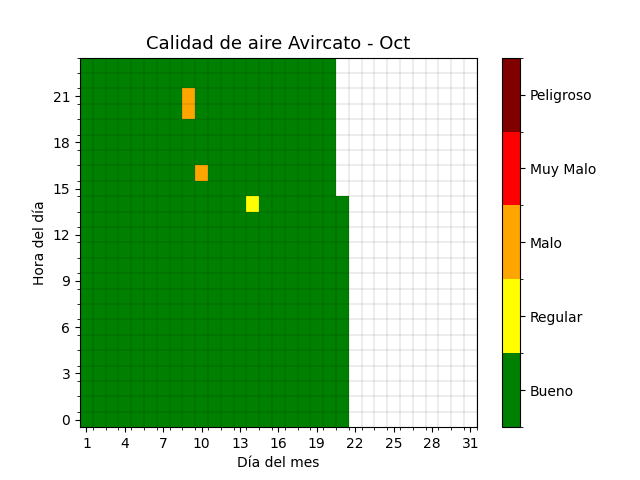 Calidad de aire Avircato - Oct
Hora del día
21
18
15
12
9
6
3
0
1 4 7 10 13 16 19 22 25 28 31
Día del mes
Peligroso
Muy Malo
Malo
Regular
Bueno